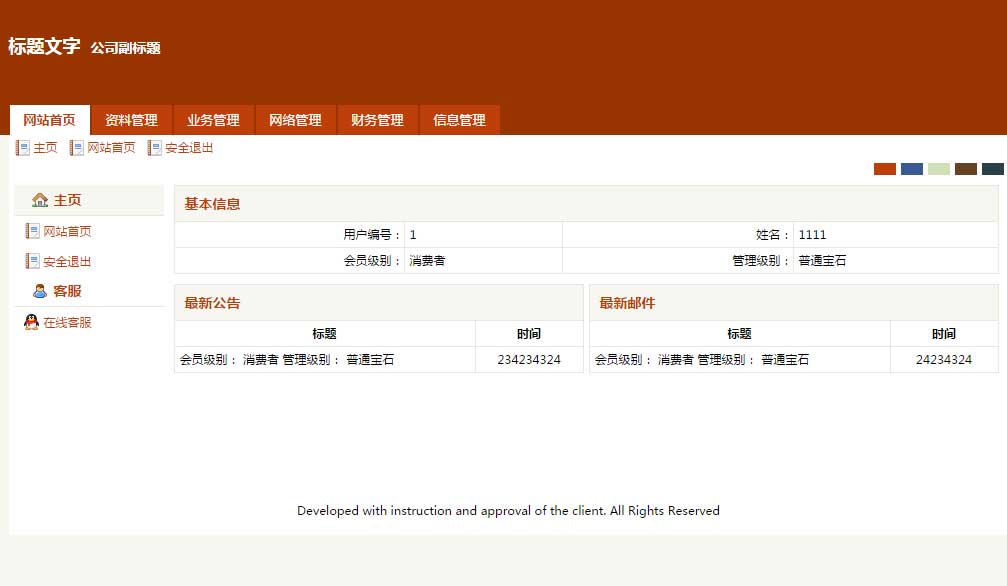 标题文字 公司副标题
网站首页 资料管理 业务管理 网络管理 财务管理 信息管理
主页 网站首页 安全退出
主页
网站首页
安全退出
客服
在线客服
基本信息
用户编号： 1 姓名： 1111
会员级别： 消费者 管理级别： 普通宝石
最新公告
标题 时间
会员级别： 消费者 管理级别： 普通宝石 234234324
最新邮件
标题 时间
会员级别： 消费者 管理级别： 普通宝石 24234324
Developed with instruction and approval of the client. All Rights Reserved